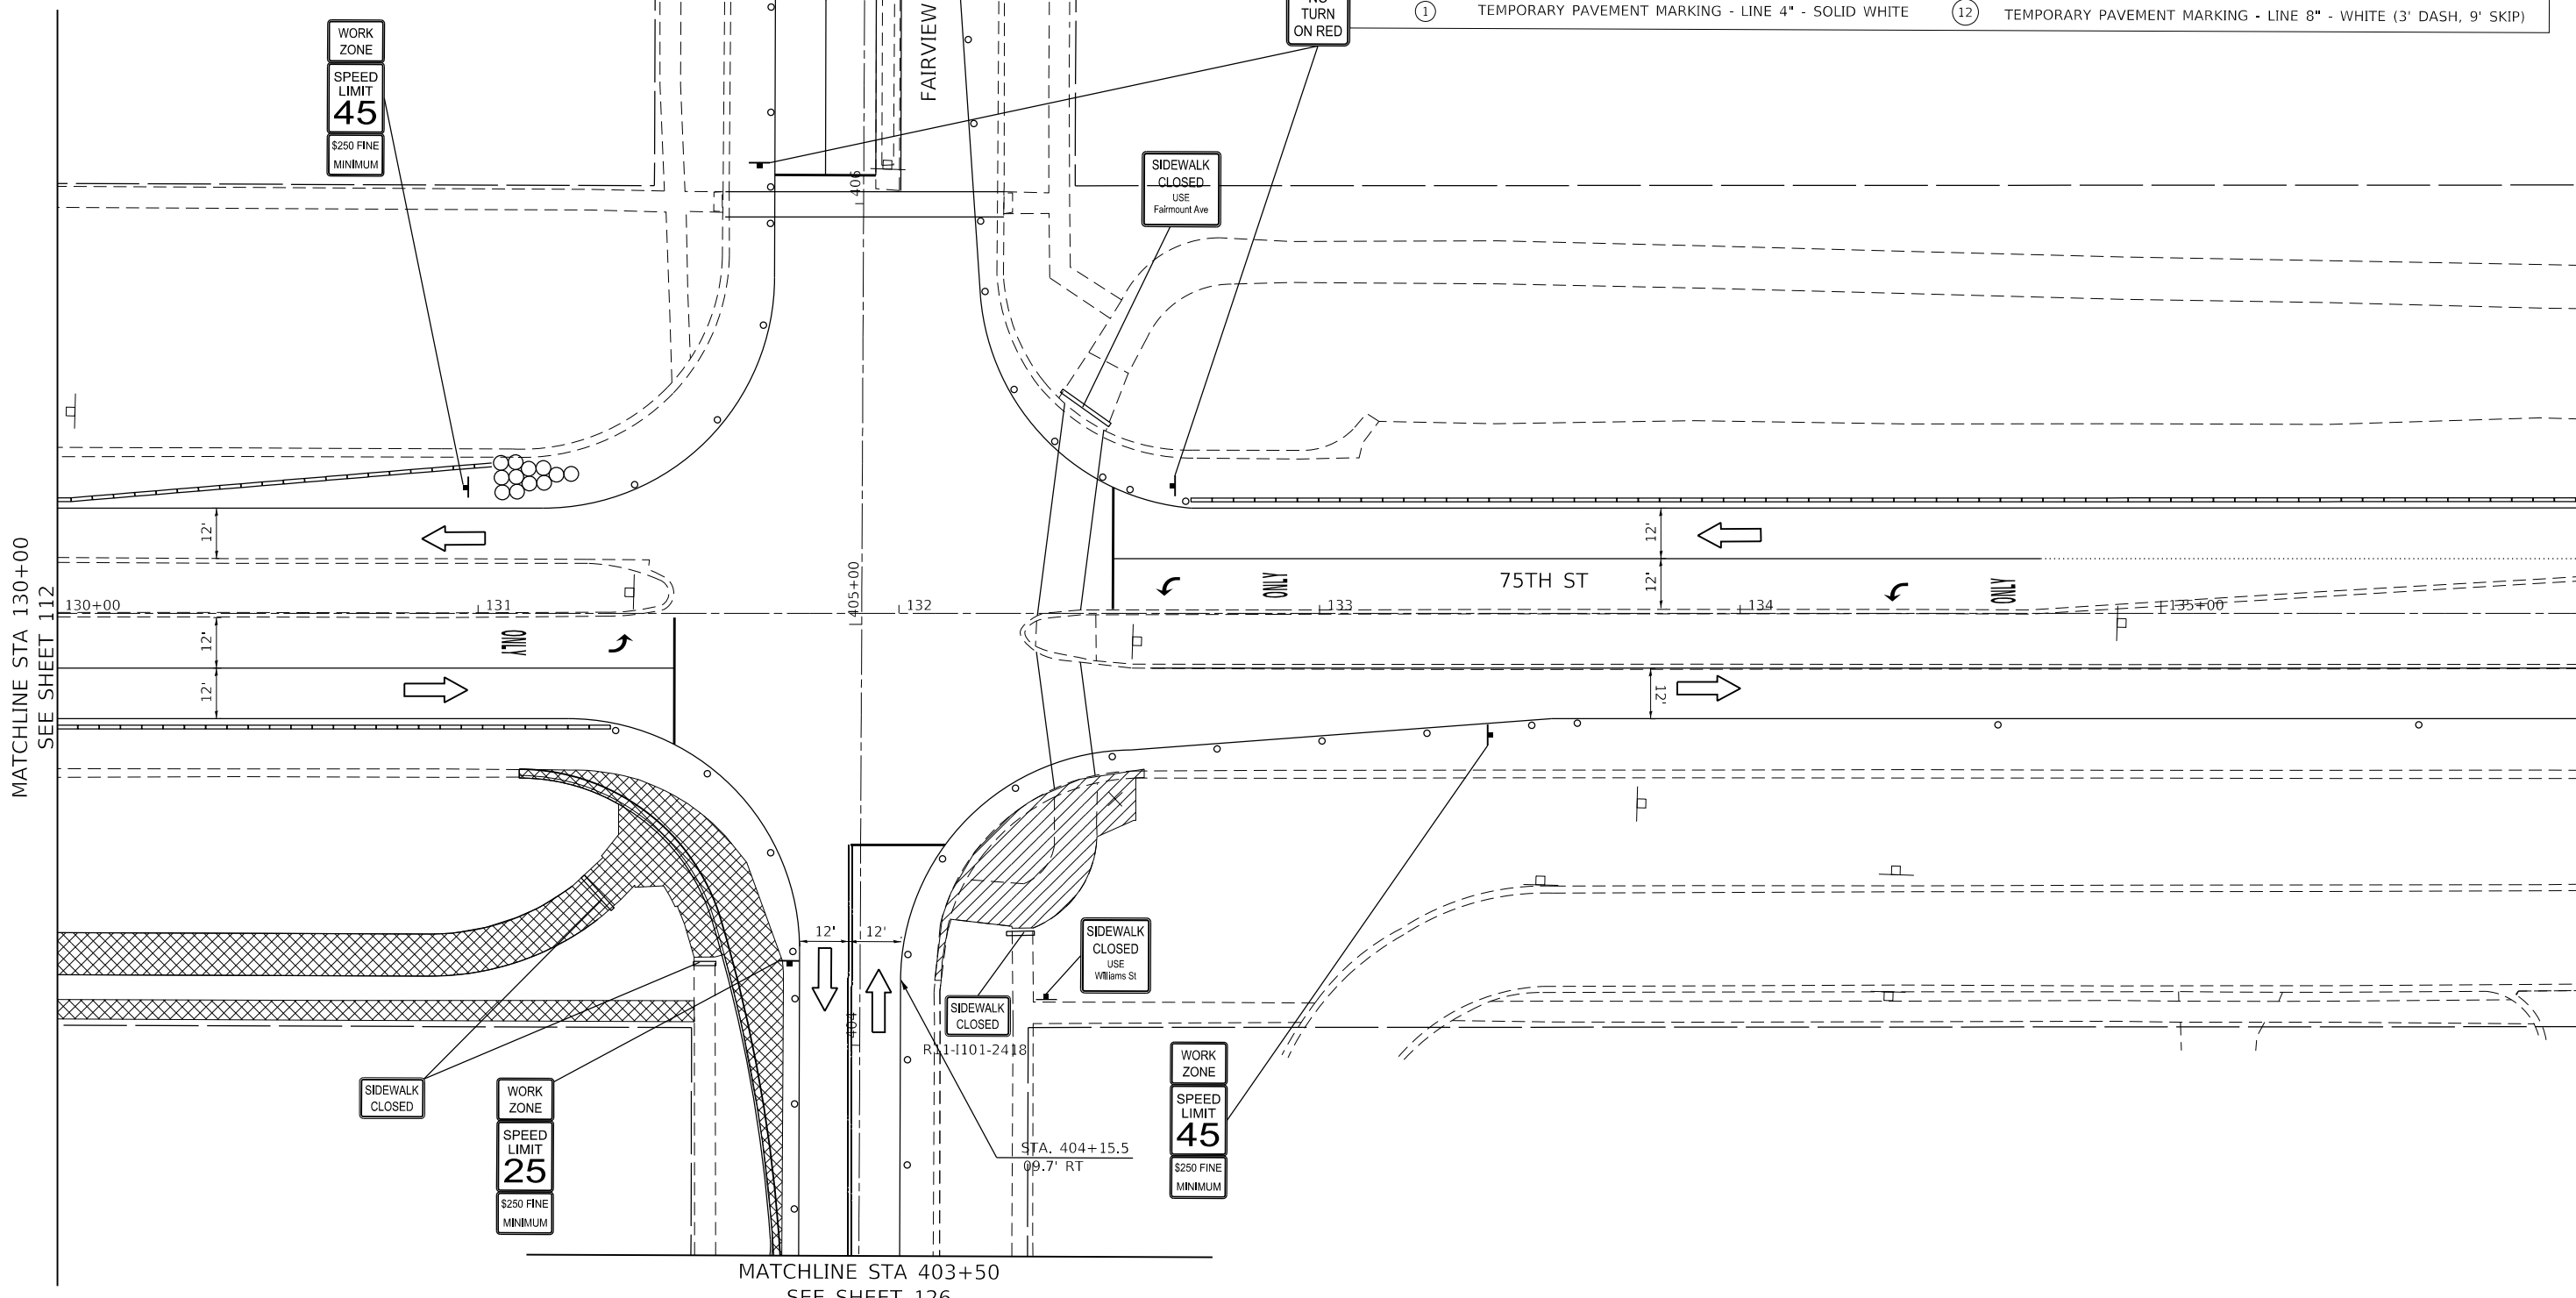 NO
TURN
ON RED
1 TEMPORARY PAVEMENT MARKING - LINE 4" - SOLID WHITE
12 TEMPORARY PAVEMENT MARKING - LINE 8" - WHITE (3' DASH, 9' SKIP)
WORK
ZONE
SPEED
LIMIT
45
$250 FINE
MINIMUM
FAIRVIEW
406
SIDEWALK
CLOSED
USE
Fairmount Ave
MATCHLINE STA 130+00
SEE SHEET 112
12'
12'
12'
130+00
131
ONLY
405+00
132
ONLY
133
75TH ST
12'
12'
134
ONLY
135+00
12'
12'
12'
404
SIDEWALK
CLOSED
USE
Williams St
SIDEWALK
CLOSED
R11-I101-2418
SIDEWALK
CLOSED
WORK
ZONE
SPEED
LIMIT
25
$250 FINE
MINIMUM
STA. 404+15.5
09.7' RT
WORK
ZONE
SPEED
LIMIT
45
$250 FINE
MINIMUM
MATCHLINE STA 403+50
SEE SHEET 126